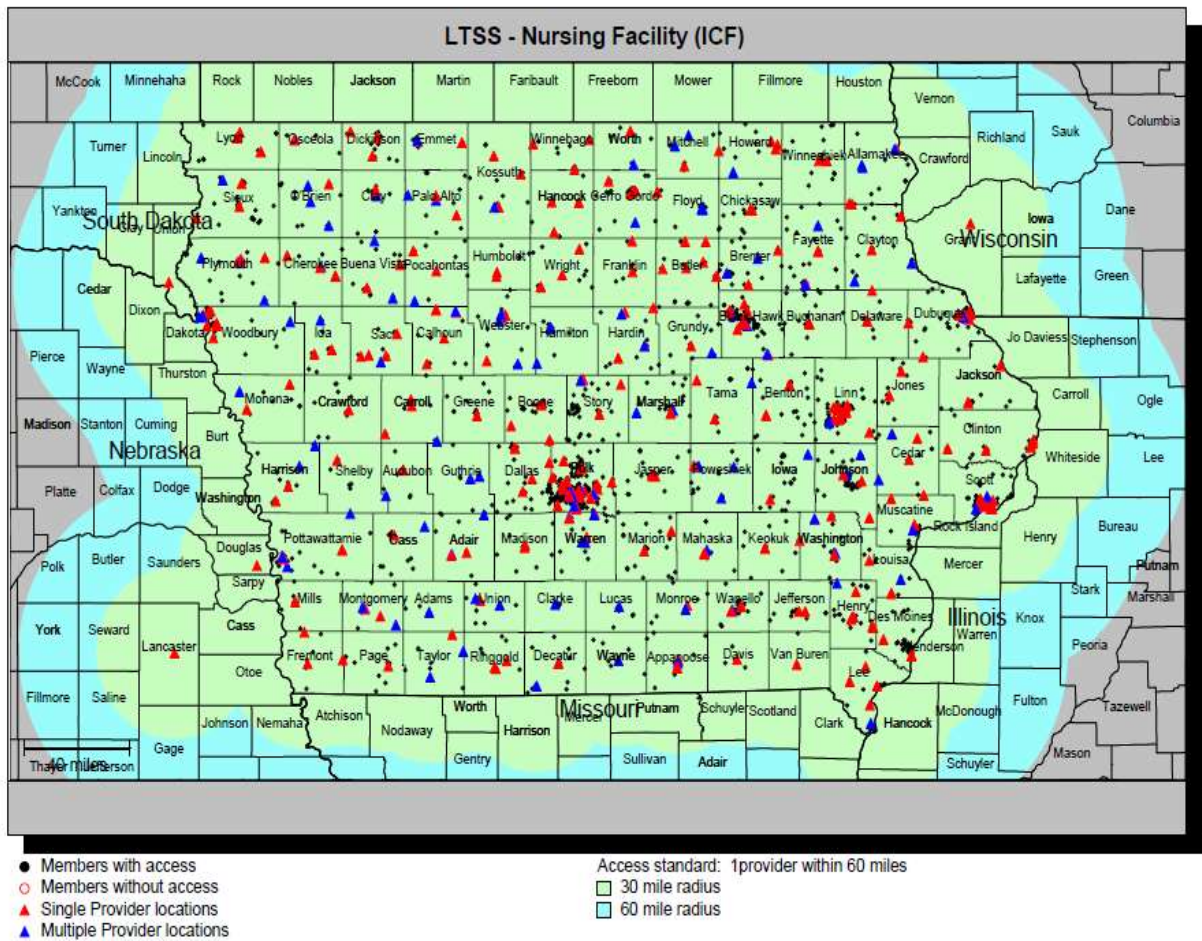 LTSS - Nursing Facility (ICF)
McCook Minnehaha Rock Nobles Jackson Martin Faribault Freeborn Mower Fillmore Houston
Vernon
Columbia
Richland Sauk
Turner Lincoln Lyon Osceola Dickinson Emmet Winnebago Worth Mitchell Howard Winneshiek Allamakee Crawford
Kossuth
Sioux O'Brien Clay Palo Alto Hancock Cerro Gordo Floyd Chickasaw
Yankton South Dakota Clay Union
Iowa Dane
Fayette Clayton Grant Wisconsin
Plymouth Cherokee Buena Vista Pocahontas Humboldt Wright Franklin Butler Bremer
Lafayette Green
Cedar
Dixon
Dakota Woodbury Ida Sac Calhoun Webster Hamilton Hardin Grundy Black Hawk Buchanan Delaware Dubuque
Jo Daviess Stephenson
Pierce Wayne Thurston
Jackson
Monona Crawford Carroll Greene Boone Story Marshall Tama Benton Linn Jones
Carroll Ogle
Madison Stanton Cuming Burt
Clinton
Nebraska
Harrison Shelby Audubon Guthrie Dallas Polk Jasper Poweshiek Iowa Johnson Cedar
Whiteside Lee
Scott
Platte Colfax Dodge Washington
Muscatine
Rock Island Bureau
Henry
Pottawattamie Cass Adair Madison Warren Marion Mahaska Keokuk Washington
Douglas
Polk Butler Saunders
Louisa Mercer Putnam
Sarpy
Stark Marshall
Mills Montgomery Adams Union Clarke Lucas Monroe Wapello Jefferson Henry Des Moines
Illinois Knox
York Seward Cass
Warren
Lancaster
Peoria
Henderson
Fremont Page Taylor Ringgold Decatur Wayne Appanoose Davis Van Buren
Otoe
Lee
Fillmore Saline
Fulton
Worth Missouri Putnam Schuyler Scotland
Mercer
Tazewell
Johnson Nemaha Atchison Nodaway Harrison Clark Hancock McDonough
Gage
Mason
Gentry Sullivan Adair Schuyler
40 miles
Thayer Jefferson
Members with access
Members without access
Single Provider locations
Multiple Provider locations
Access standard: 1provider within 60 miles
30 mile radius
60 mile radius